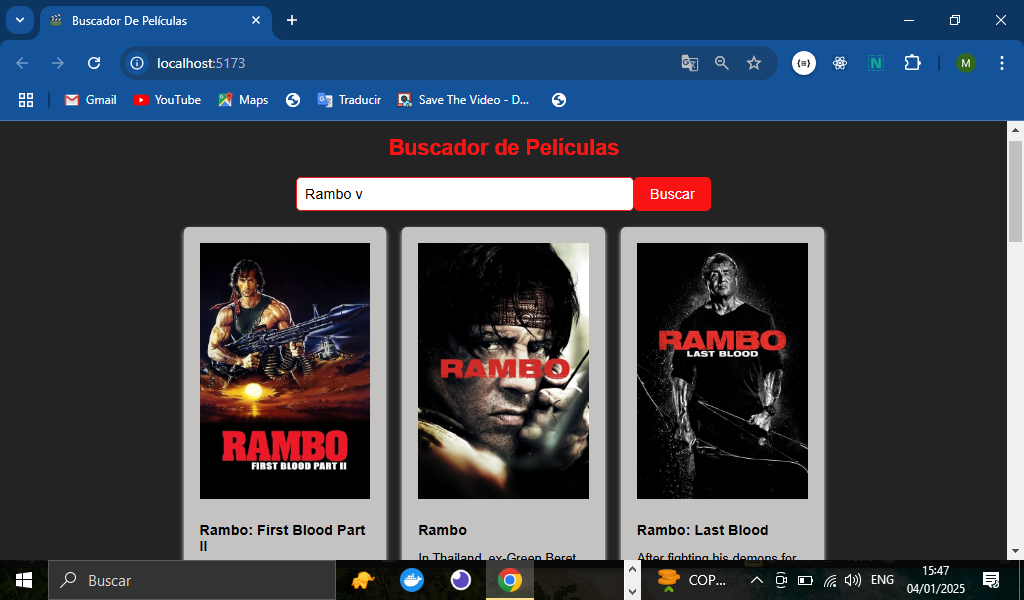 Buscador De Películas
localhost:5173
M
Gmail
YouTube
Maps
Traducir
Save The Video - D...
Buscador de Películas
Rambo v
Buscar
RAMBO
FIRST BLOOD PART II
RAMBO
RAMBO
LAST BLOOD
Rambo: First Blood Part
II
Rambo
In Thailand, ex-Green Beret
Rambo: Last Blood
After fighting his demons for
Buscar
COP...
ENG
15:47
04/01/2025